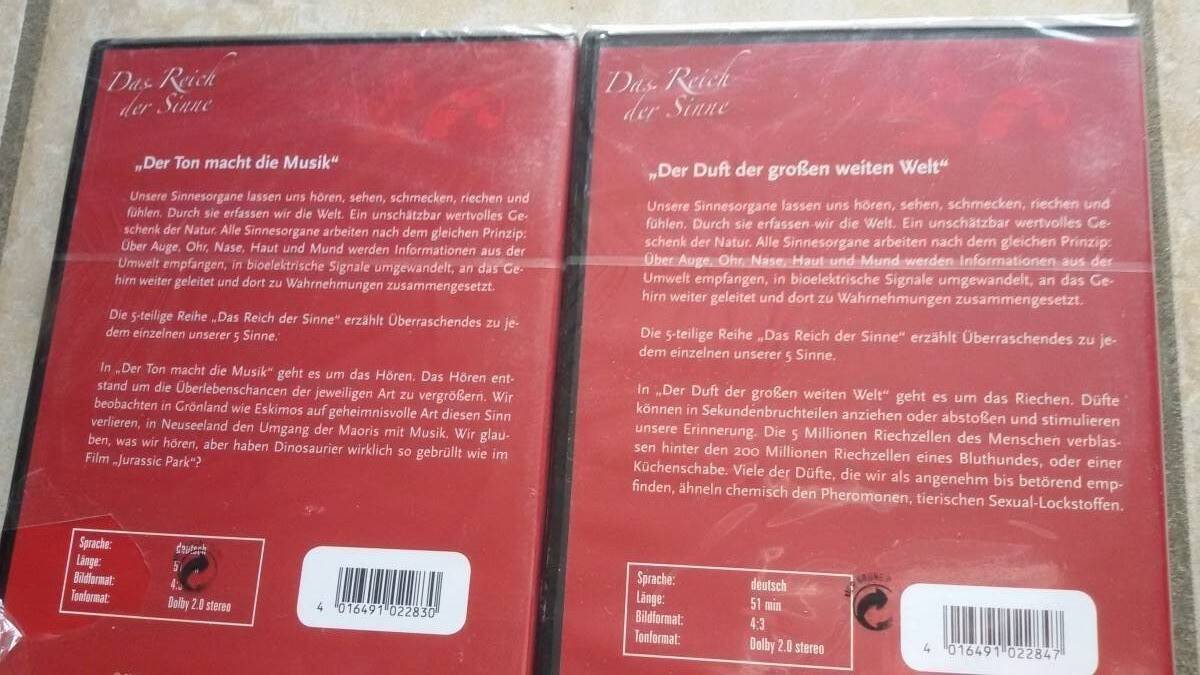 Das Reich
der Sinne
„Der Ton macht die Musik“
Unsere Sinnesorgane lassen uns hören, sehen, schmecken, riechen und
fühlen. Durch sie erfassen wir die Welt. Ein unschätzbar wertvolles Ge-
schenk der Natur. Alle Sinnesorgane arbeiten nach dem gleichen Prinzip:
Über Auge, Ohr, Nase, Haut und Mund werden Informationen aus der
Umwelt empfangen, in bioelektrische Signale umgewandelt, an das Ge-
hirn weiter geleitet und dort zu Wahrnehmungen zusammengesetzt.
Die 5-teilige Reihe „Das Reich der Sinne“ erzählt Überraschendes zu je-
dem einzelnen unserer 5 Sinne.
In „Der Ton macht die Musik“ geht es um das Hören. Das Hören ent-
stand um die Überlebenschancen der jeweiligen Art zu vergrößern. Wir
beobachten in Grönland wie Eskimos auf geheimnisvolle Art diesen Sinn
verlieren, in Neuseeland den Umgang der Maoris mit Musik. Wir glau-
ben, was wir hören, aber haben Dinosaurier wirklich so gebrüllt wie im
Film „Jurassic Park“?
Sprache: deutsch
Länge:
Bildformat: 4:3
Tonformat: Dolby 2.0 stereo
4 016491 022830
Das Reich
der Sinne
„Der Duft der großen weiten Welt“
Unsere Sinnesorgane lassen uns hören, sehen, schmecken, riechen und
fühlen. Durch sie erfassen wir die Welt. Ein unschätzbar wertvolles Ge-
schenk der Natur. Alle Sinnesorgane arbeiten nach dem gleichen Prinzip:
Über Auge, Ohr, Nase, Haut und Mund werden Informationen aus der
Umwelt empfangen, in bioelektrische Signale umgewandelt, an das Ge-
hirn weiter geleitet und dort zu Wahrnehmungen zusammengesetzt.
Die 5-teilige Reihe „Das Reich der Sinne“ erzählt Überraschendes zu je-
dem einzelnen unserer 5 Sinne.
In „Der Duft der großen weiten Welt“ geht es um das Riechen. Düfte
können in Sekundenbruchteilen anziehen oder abstoßen und stimulieren
unsere Erinnerung. Die 5 Millionen Riechzellen des Menschen verblas-
sen hinter den 200 Millionen Riechzellen eines Bluthundes, oder einer
Küchenschabe. Viele der Düfte, die wir als angenehm bis betörend emp-
finden, ähneln chemisch den Pheromonen, tierischen Sexual-Lockstoffen.
Sprache: deutsch
Länge: 51 min
Bildformat: 4:3
Tonformat: Dolby 2.0 stereo
4 016491 022847